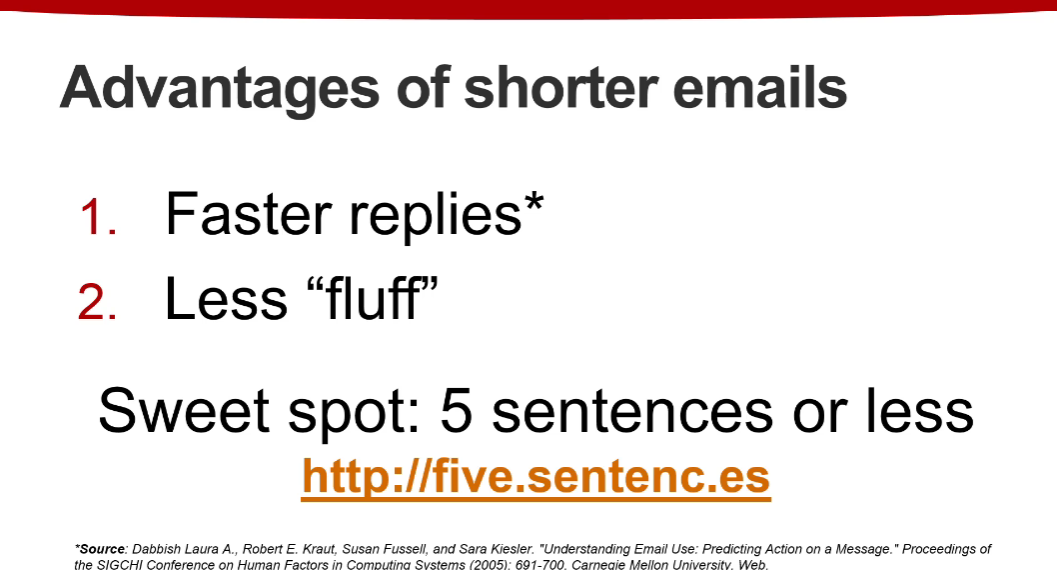 Advantages of shorter emails
1. Faster replies*
2. Less “fluff”
Sweet spot: 5 sentences or less
http://five.sentenc.es
*Source: Dabbish Laura A., Robert E. Kraut, Susan Fussell, and Sara Kiesler. "Understanding Email Use: Predicting Action on a Message." Proceedings of
the SIGCHI Conference on Human Factors in Computing Systems (2005): 691-700. Carnegie Mellon University. Web.